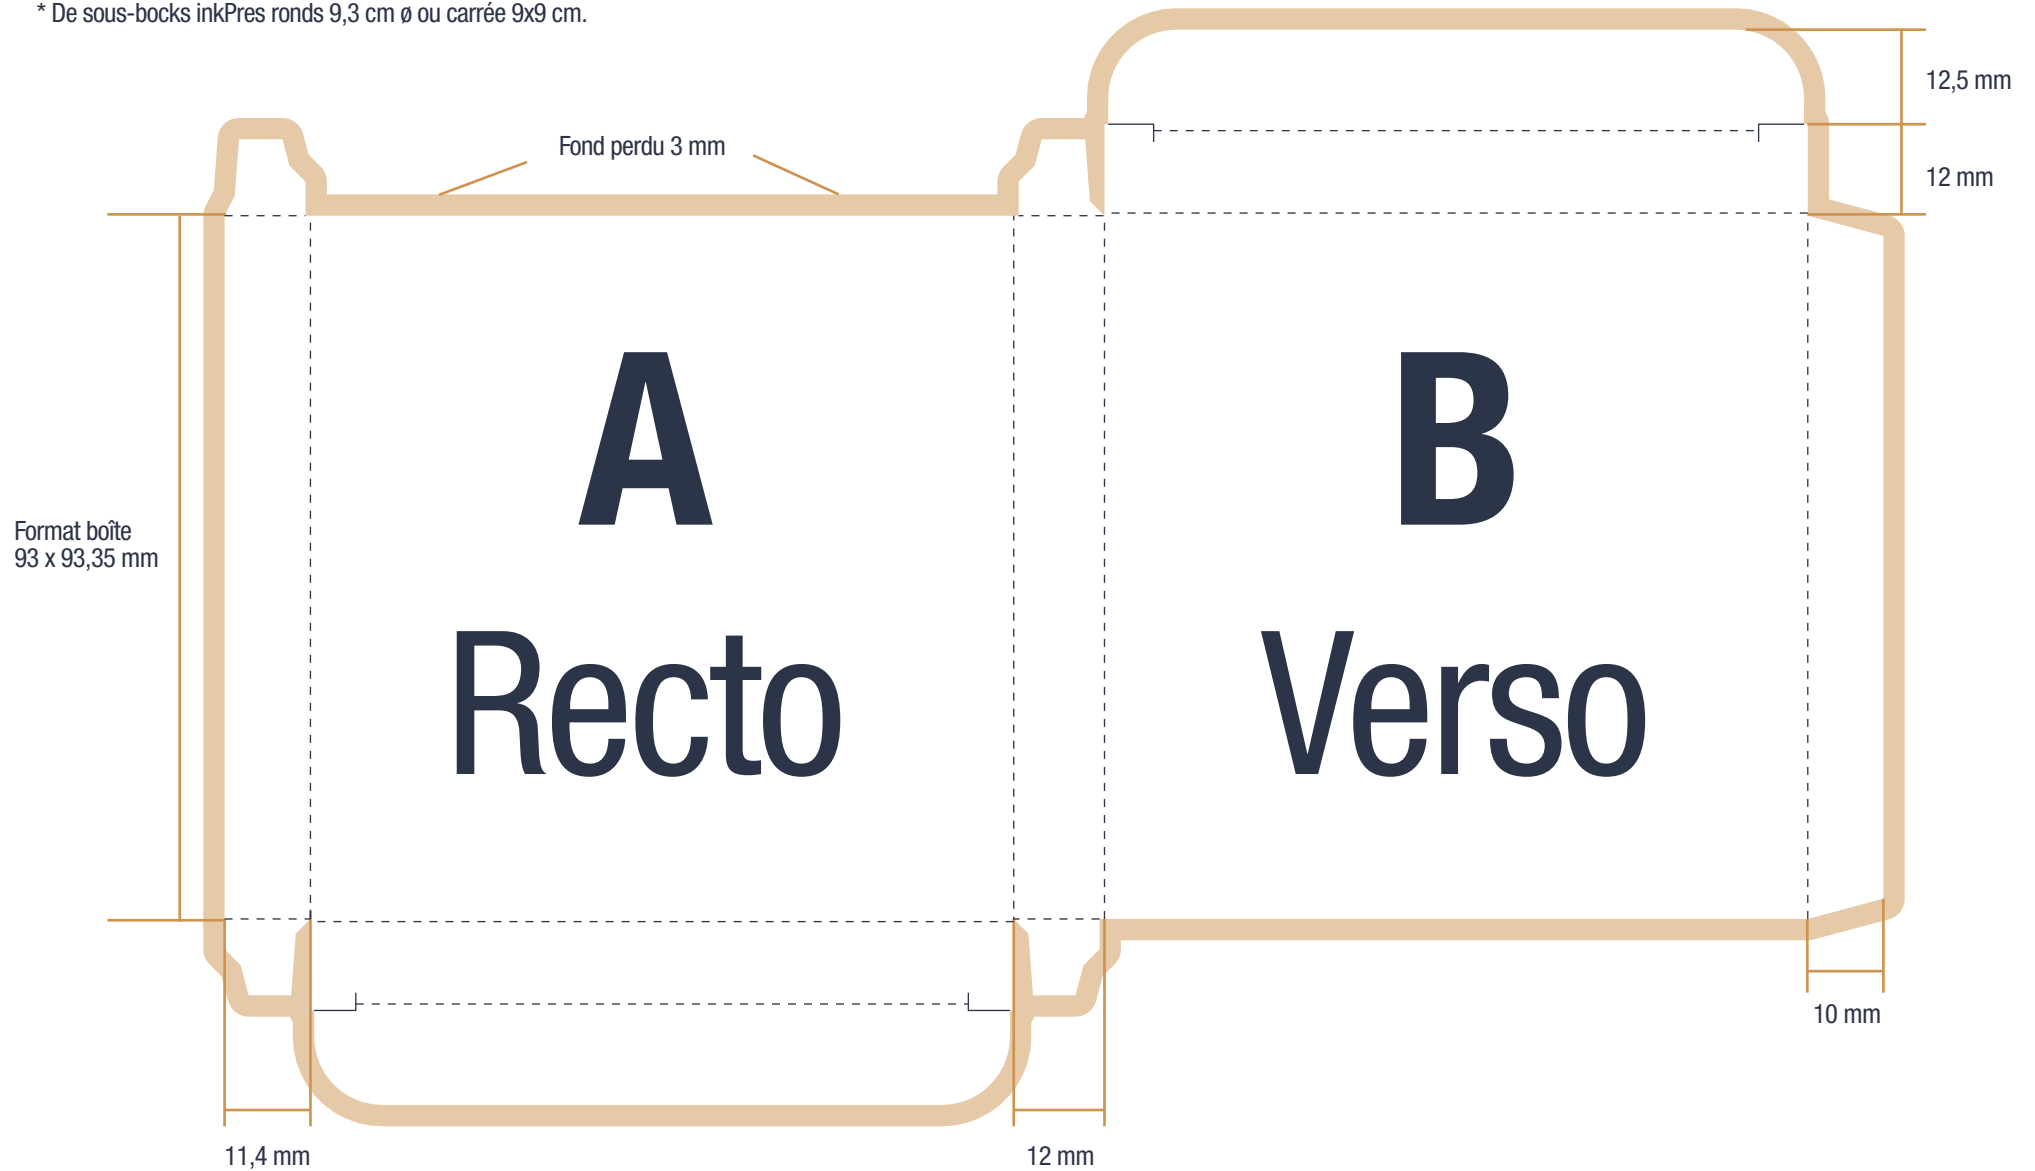 * De sous-bocks inkPres ronds 9,3 cm ø ou carrée 9x9 cm.
12,5 mm
Fond perdu 3 mm
12 mm
A
B
Format boîte
93 x 93,35 mm
Recto
Verso
10 mm
11,4 mm
12 mm